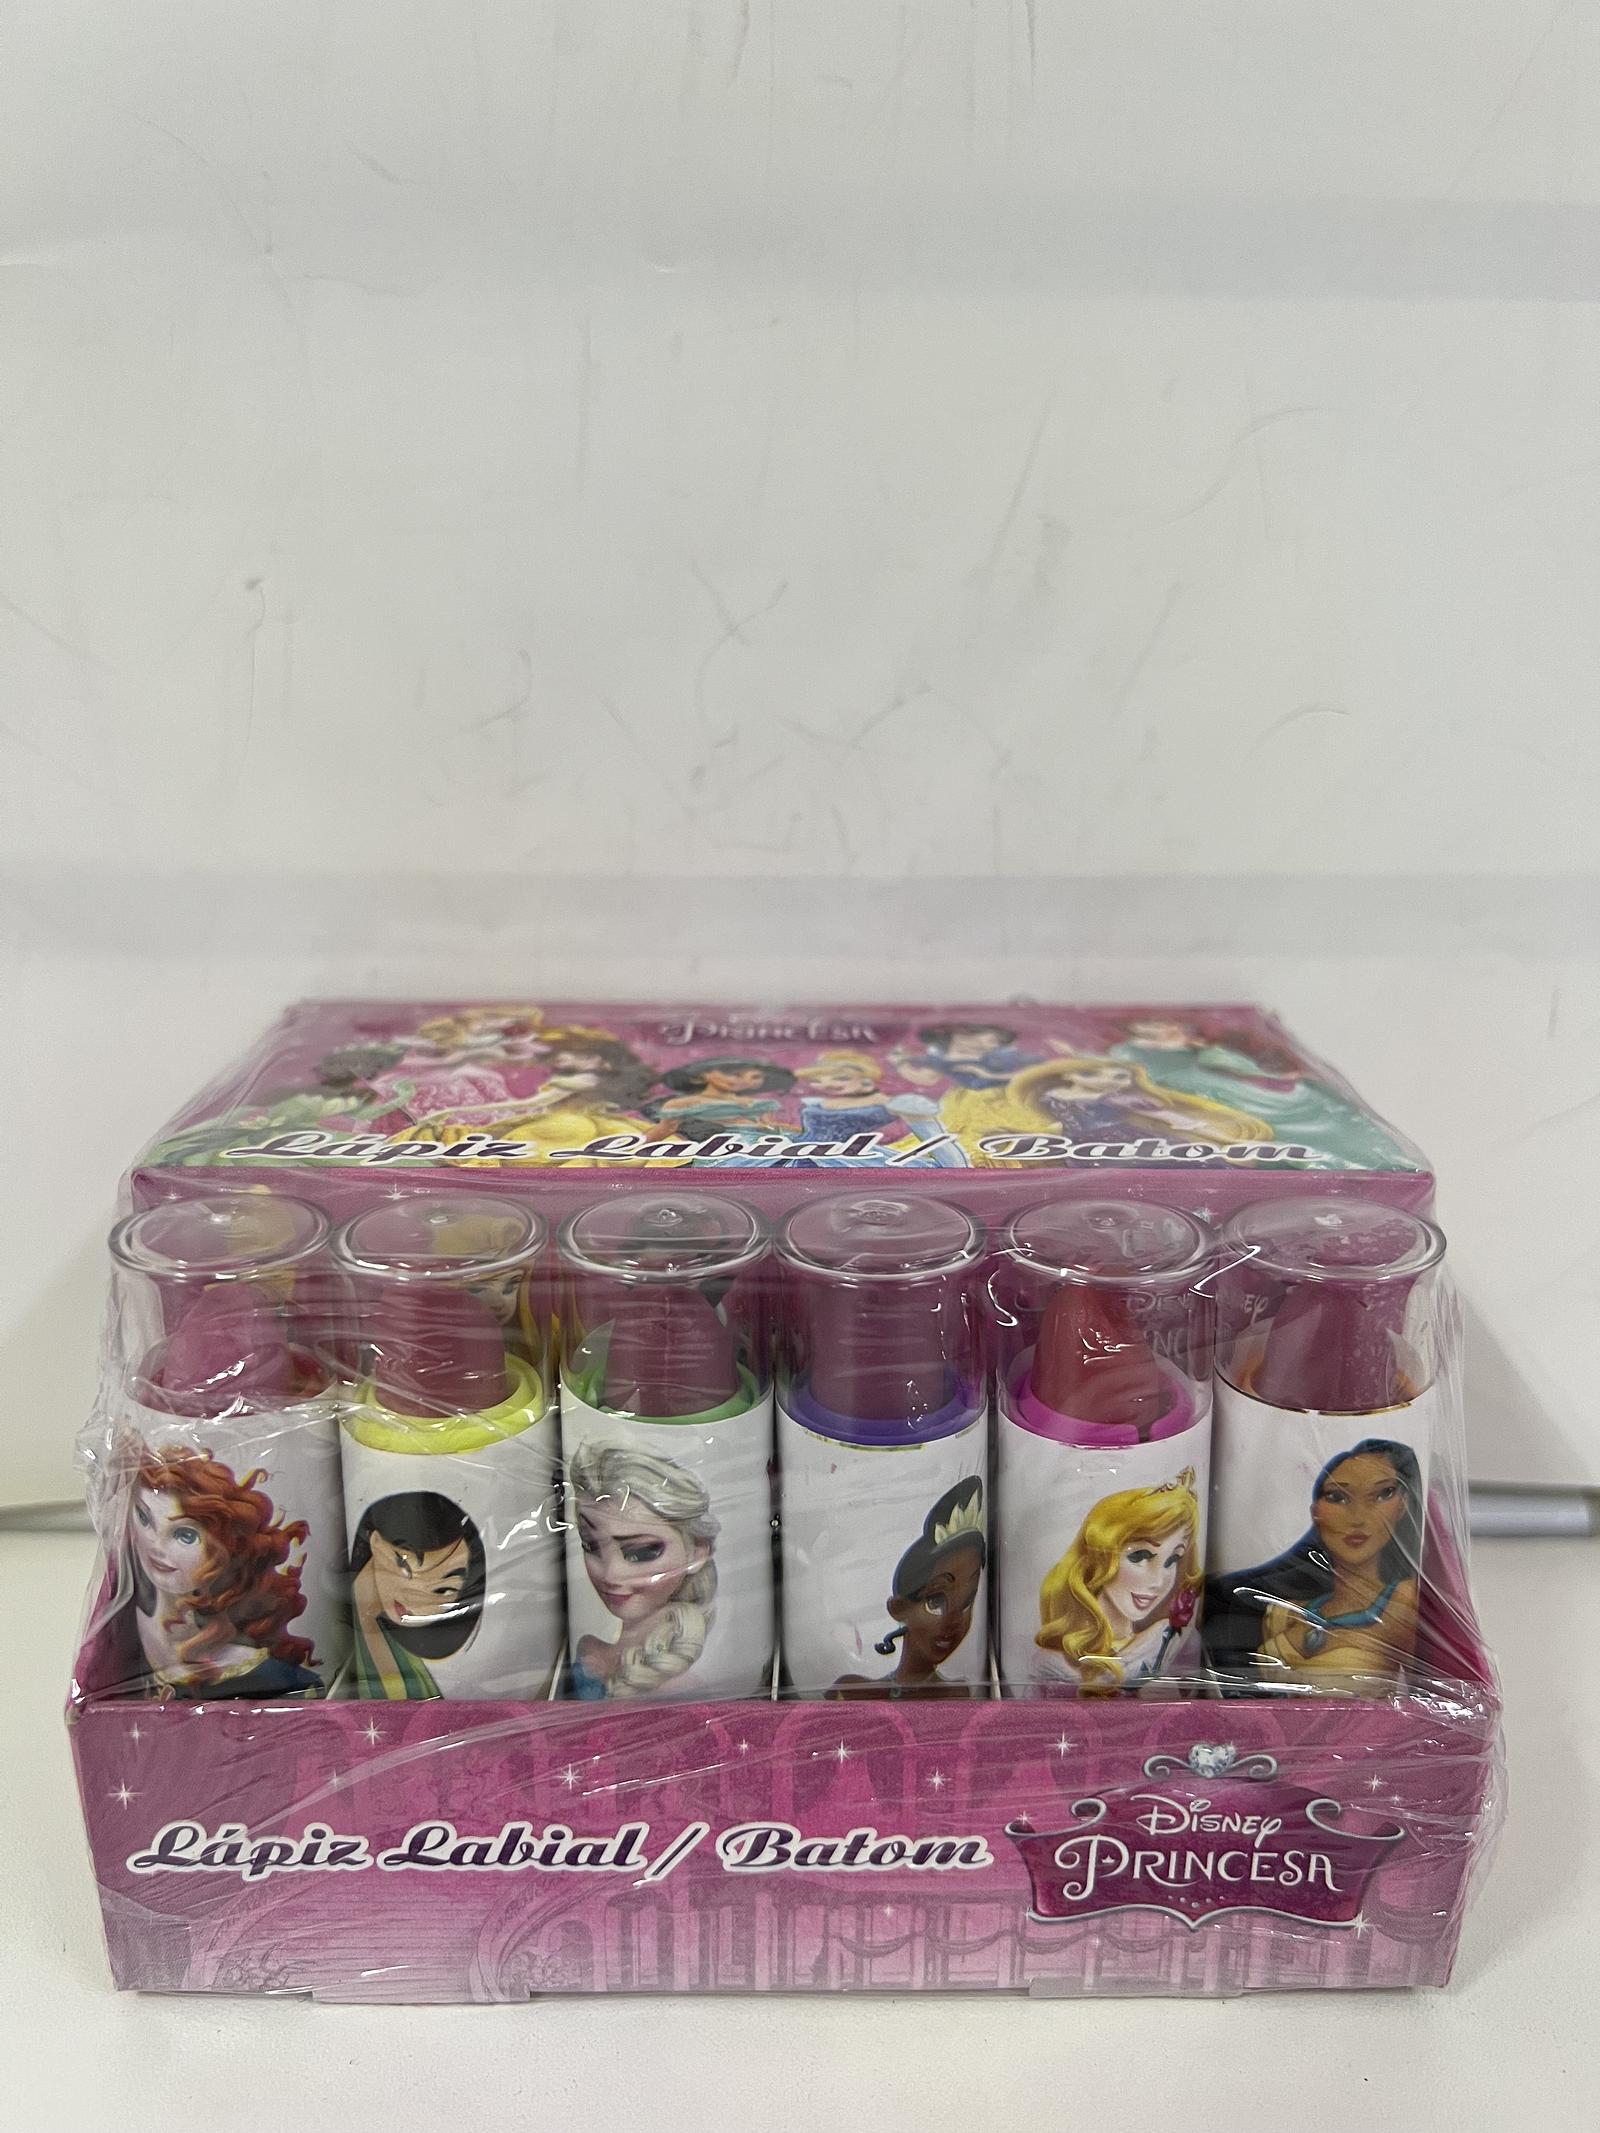 PRINCESA
Lápiz Labial / Batom
Lápiz Labial / Batom
DISNEY
PRINCESA